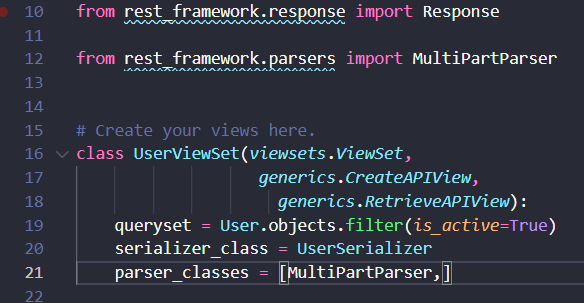 10 from rest_framework.response import Response
11
12 from rest_framework.parsers import MultiPartParser
13
14
15 # Create your views here.
16 class UserViewSet(viewsets.ViewSet,
17 generics.CreateAPIView,
18 generics.RetrieveAPIView):
19 queryset = User.objects.filter(is_active=True)
20 serializer_class = UserSerializer
21 parser_classes = [MultiPartParser,]
22